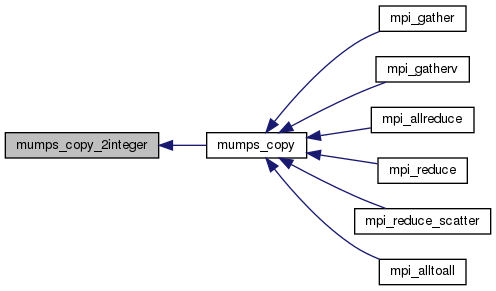 mpi_gather
mpi_gatherv
mpi_allreduce
mumps_copy_2integer
mumps_copy
mpi_reduce
mpi_reduce_scatter
mpi_alltoall